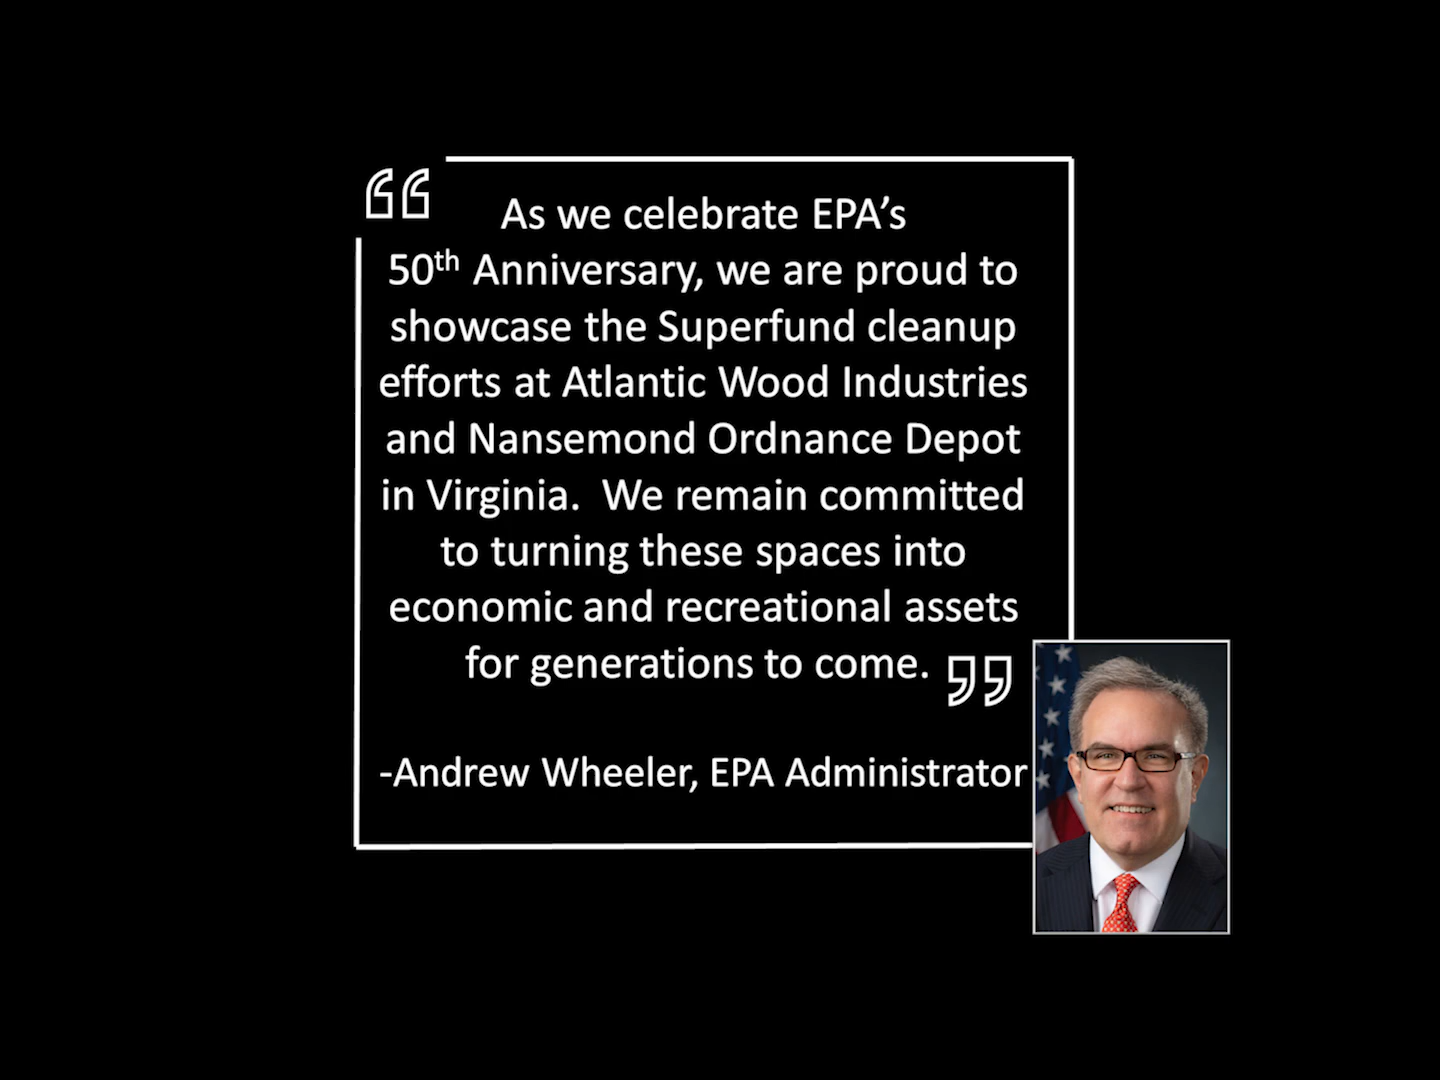 “
As we celebrate EPA’s
50th Anniversary, we are proud to
showcase the Superfund cleanup
efforts at Atlantic Wood Industries
and Nansemond Ordnance Depot
in Virginia.  We remain committed
to turning these spaces into
economic and recreational assets
for generations to come. ”
-Andrew Wheeler, EPA Administrator